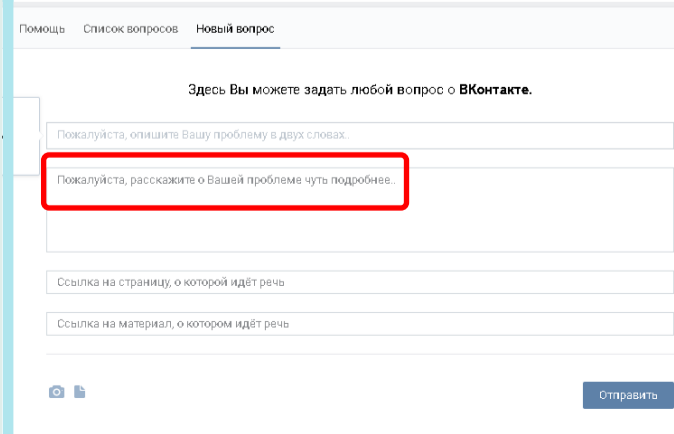 Помощь Список вопросов Новый вопрос
Здесь Вы можете задать любой вопрос о ВКонтакте.
Пожалуйста, опишите Вашу проблему в двух словах..
Пожалуйста, расскажите о Вашей проблеме чуть подробнее..
Ссылка на страницу, о которой идёт речь
Ссылка на материал, о котором идёт речь
Отправить